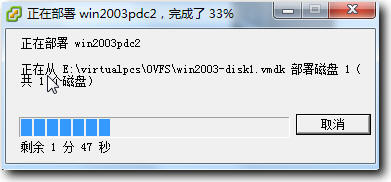 正在部署 win2003pdc2，完成了 33%
正在部署 win2003pdc2
正在从 E:\virtualpcs\OVFS\win2003-disk1.vmdk 部署磁盘 1（
共 1 个磁盘）
取消
剩余 1 分 47 秒